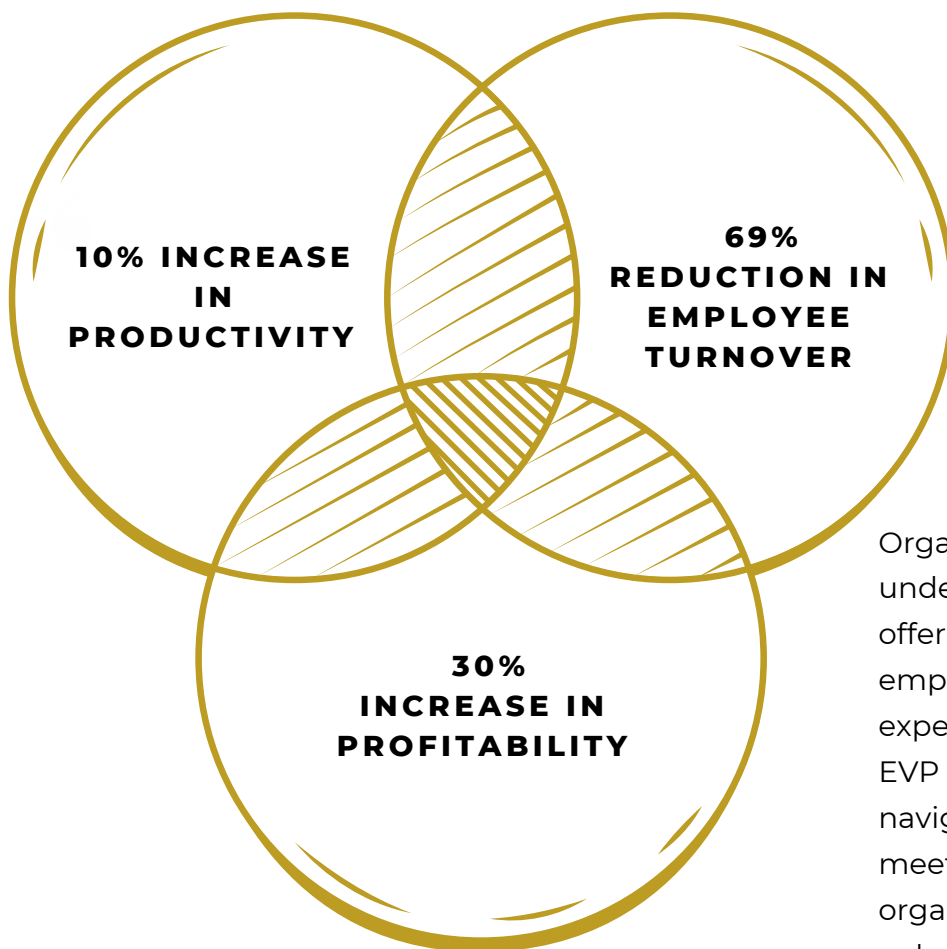 10% INCREASE
IN
PRODUCTIVITY
69%
REDUCTION IN
EMPLOYEE
TURNOVER
30%
INCREASE IN
PROFITABILITY
Orga
unde
offer
emp
expe
EVP
navig
meet
orga